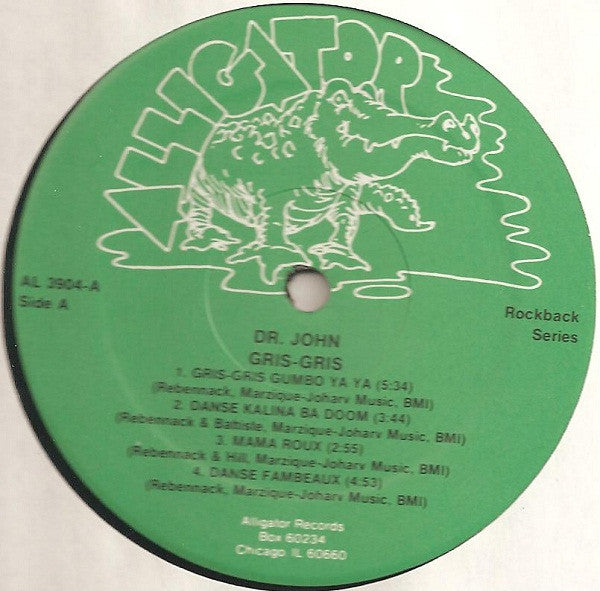 ALLIGATOR
AL 3904-A
Side A
Rockback
Series
DR. JOHN
GRIS-GRIS
1. GRIS-GRIS GUMBO YA YA (5:34)
(Rebennack, Marzique-Joharv Music, BMI)
2. DANSE KALINA BA DOOM (3:44)
(Rebennack & Battiste, Marzique-Joharv Music, BMI)
3. MAMA ROUX (2:55)
(Rebennack & Hill, Marzique-Joharv Music, BMI)
4. DANSE FAMBEAUX (4:53)
(Rebennack, Marzique-Joharv Music, BMI)
Alligator Records
Box 60234
Chicago IL 60660